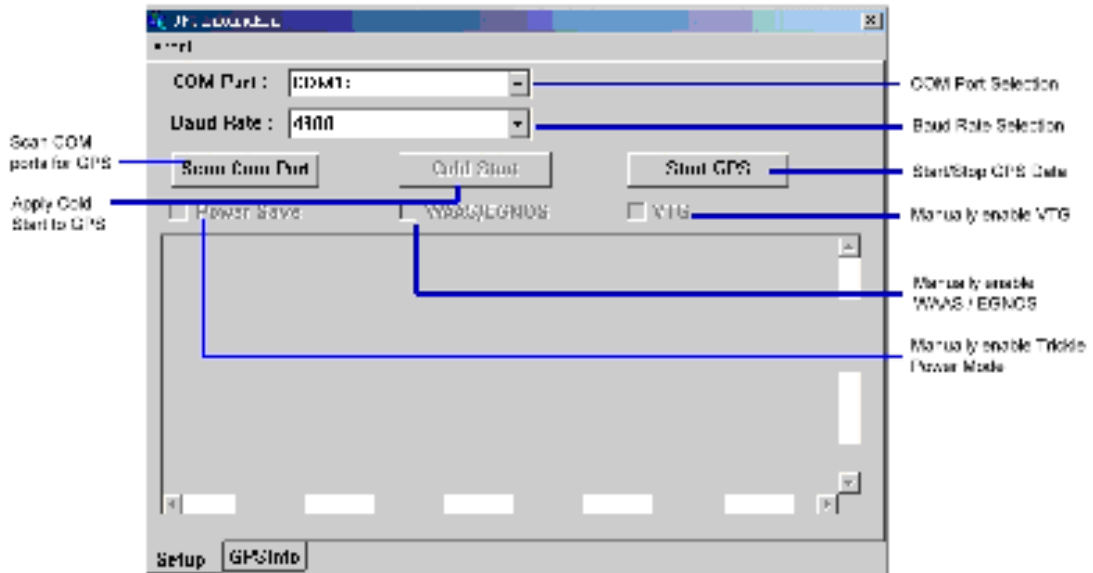 COM Port :
COM1:
COM Port Selection
Baud Rate :
4800
Baud Rate Selection
Scan COM
ports for GPS
Scan Com Port
Cold Start
Start GPS
Start/Stop GPS Data
Apply Cold
Start to GPS
Power Save
WAAS/EGNOS
VTG
Manually enable VTG
Manually enable
WAAS / EGNOS
Manually enable Trickle
Power Mode
Setup
GPSInfo